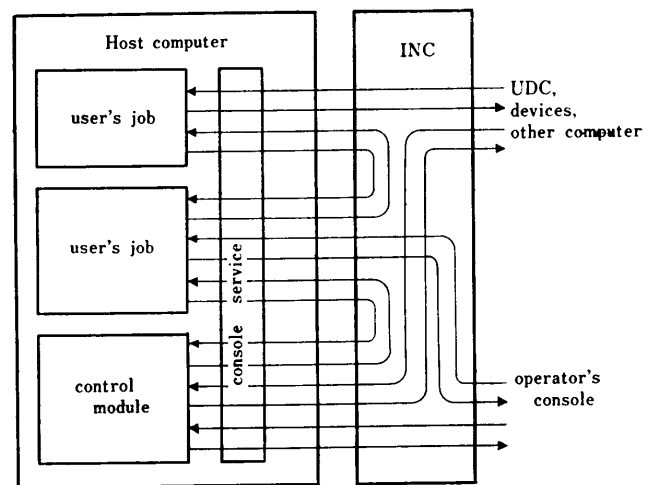 Host computer
INC
user's job
UDC,
devices,
other computer
user's job
console service
control
module
operator's
console